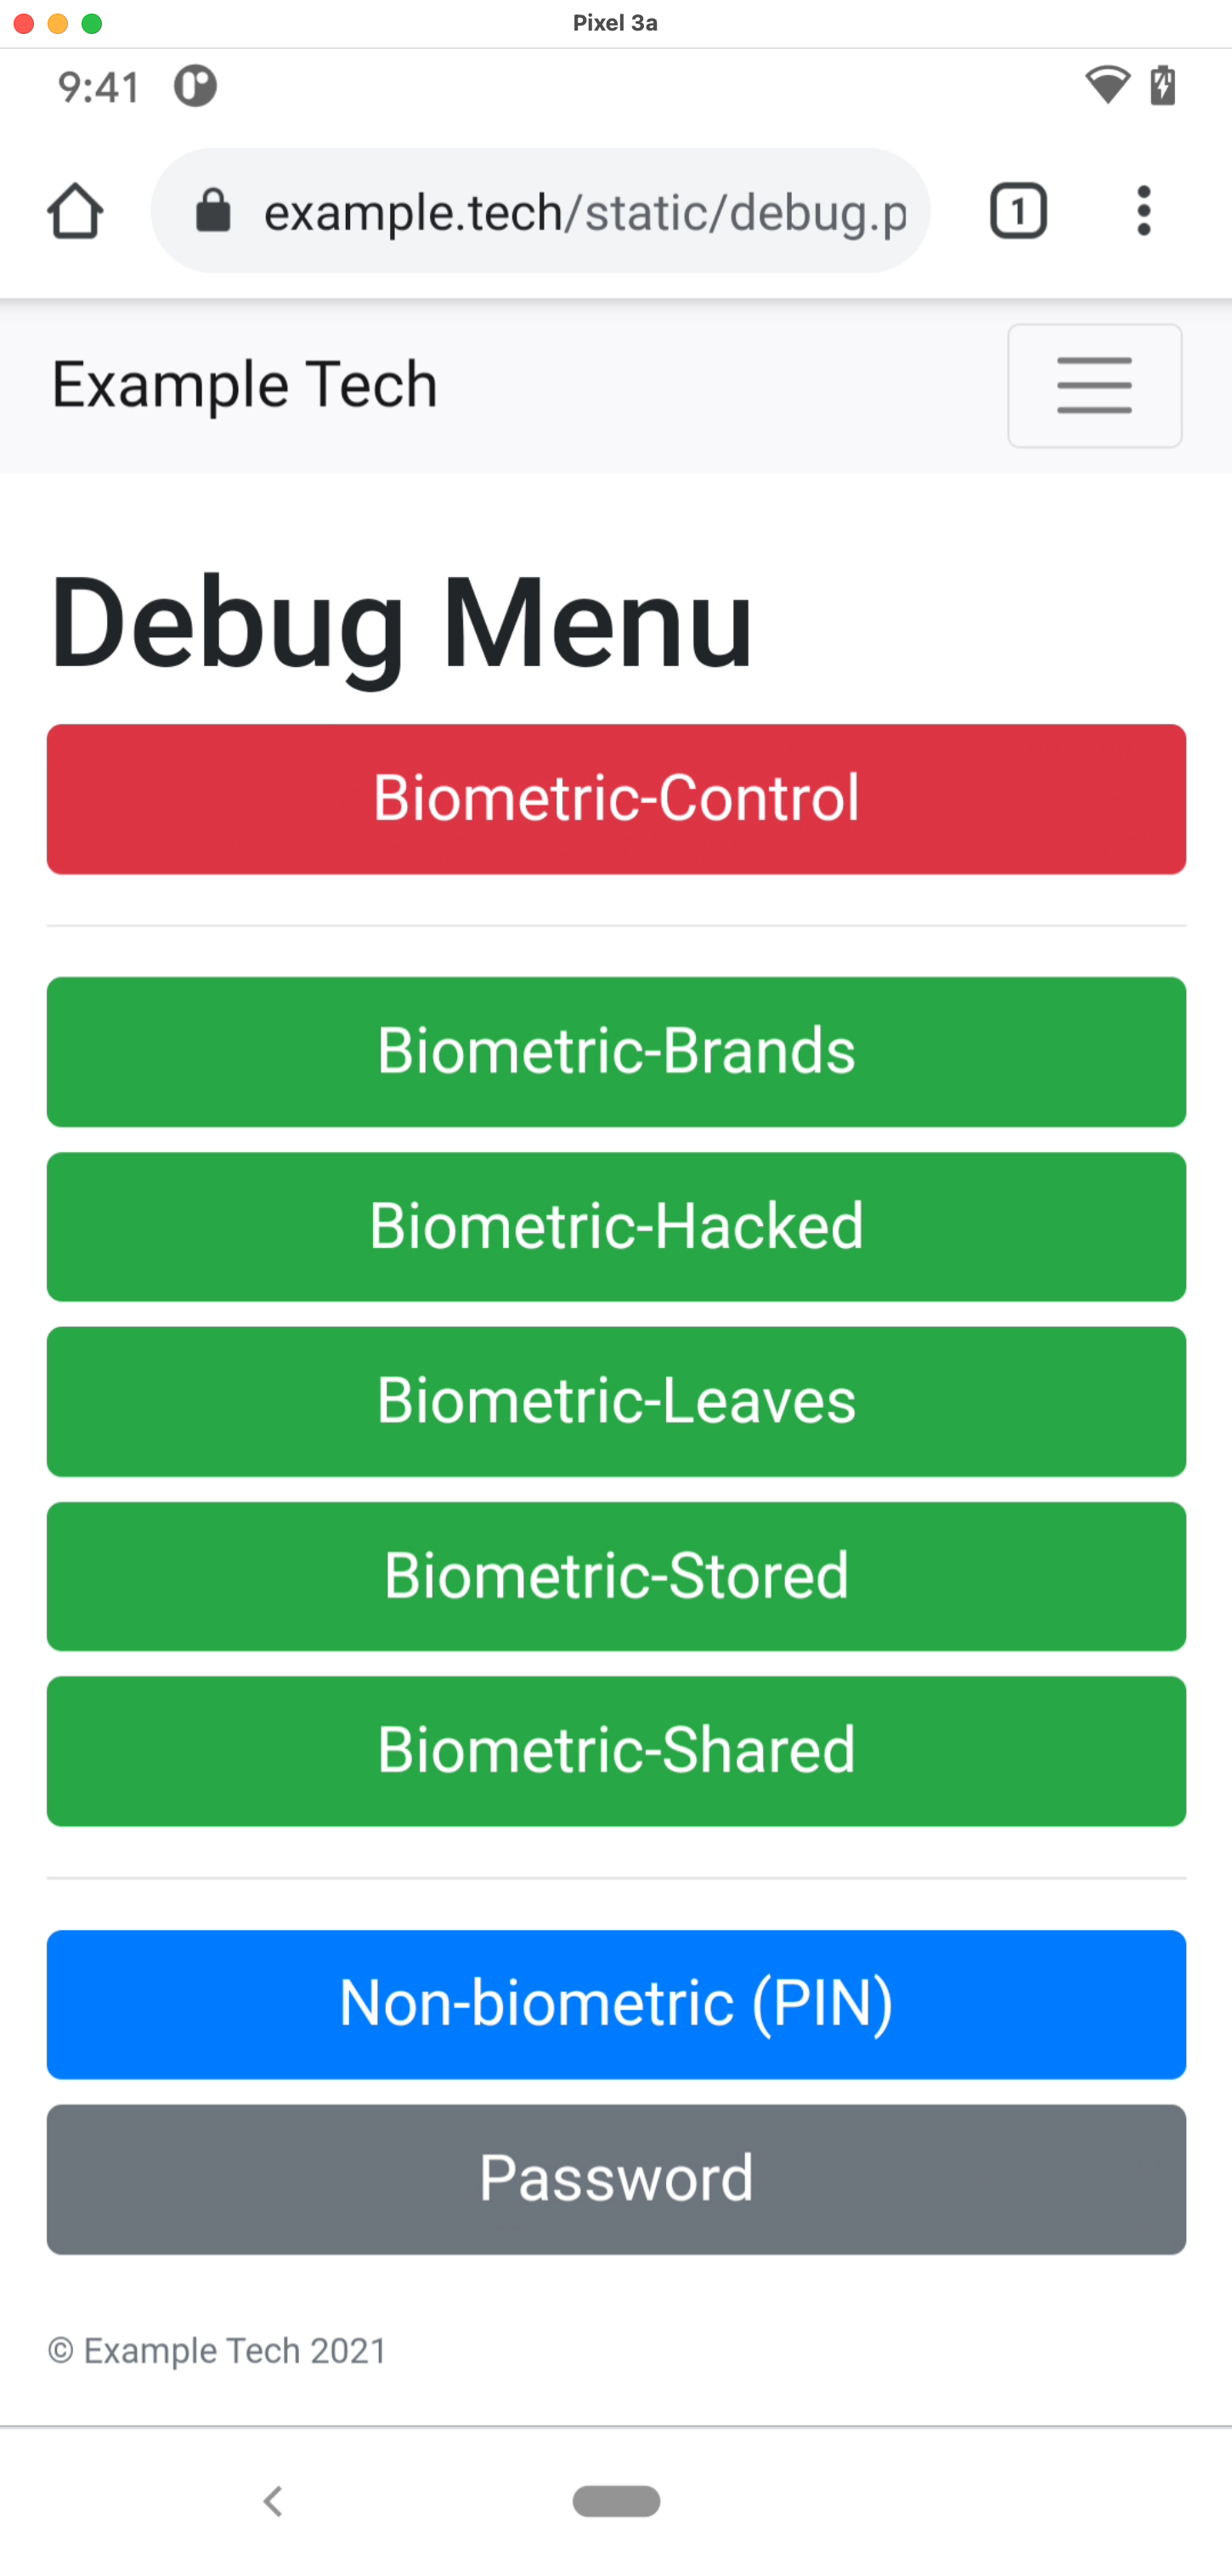 Pixel 3a
9:41
example.tech/static/debug.p
1
Example Tech
Debug Menu
Biometric-Control
Biometric-Brands
Biometric-Hacked
Biometric-Leaves
Biometric-Stored
Biometric-Shared
Non-biometric (PIN)
Password
© Example Tech 2021